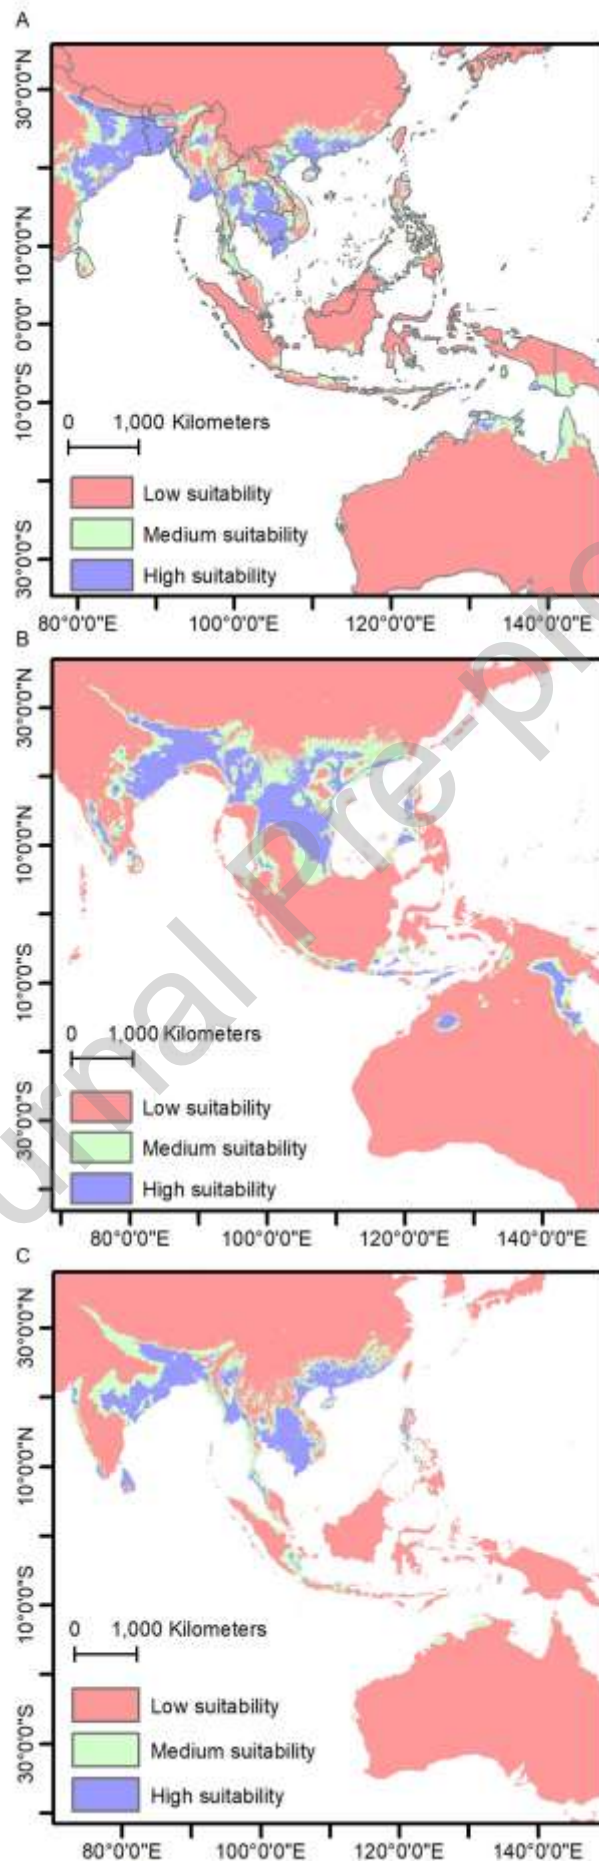 A
30°0'0"N
10°0'0"N
0°0'0"
10°0'0"S
30°0'0"S
0 1,000 Kilometers
Low suitability
Medium suitability
High suitability
80°0'0"E 100°0'0"E 120°0'0"E 140°0'0"E
B
30°0'0"N
10°0'0"N
10°0'0"S
30°0'0"S
0 1,000 Kilometers
Low suitability
Medium suitability
High suitability
80°0'0"E 100°0'0"E 120°0'0"E 140°0'0"E
C
30°0'0"N
10°0'0"N
10°0'0"S
30°0'0"S
0 1,000 Kilometers
Low suitability
Medium suitability
High suitability
80°0'0"E 100°0'0"E 120°0'0"E 140°0'0"E
urnal Pre-pro